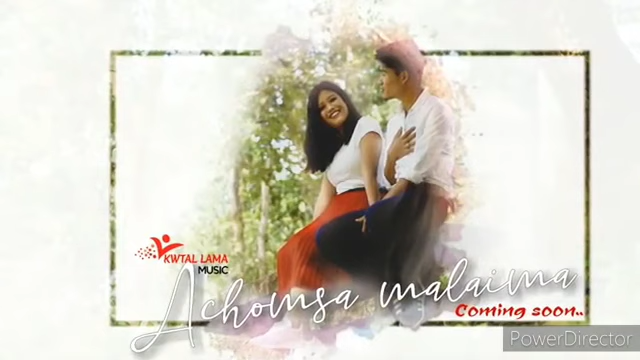 KWTAL LAMA
MUSIC
Achomsa malaima
Coming soon..
PowerDirector